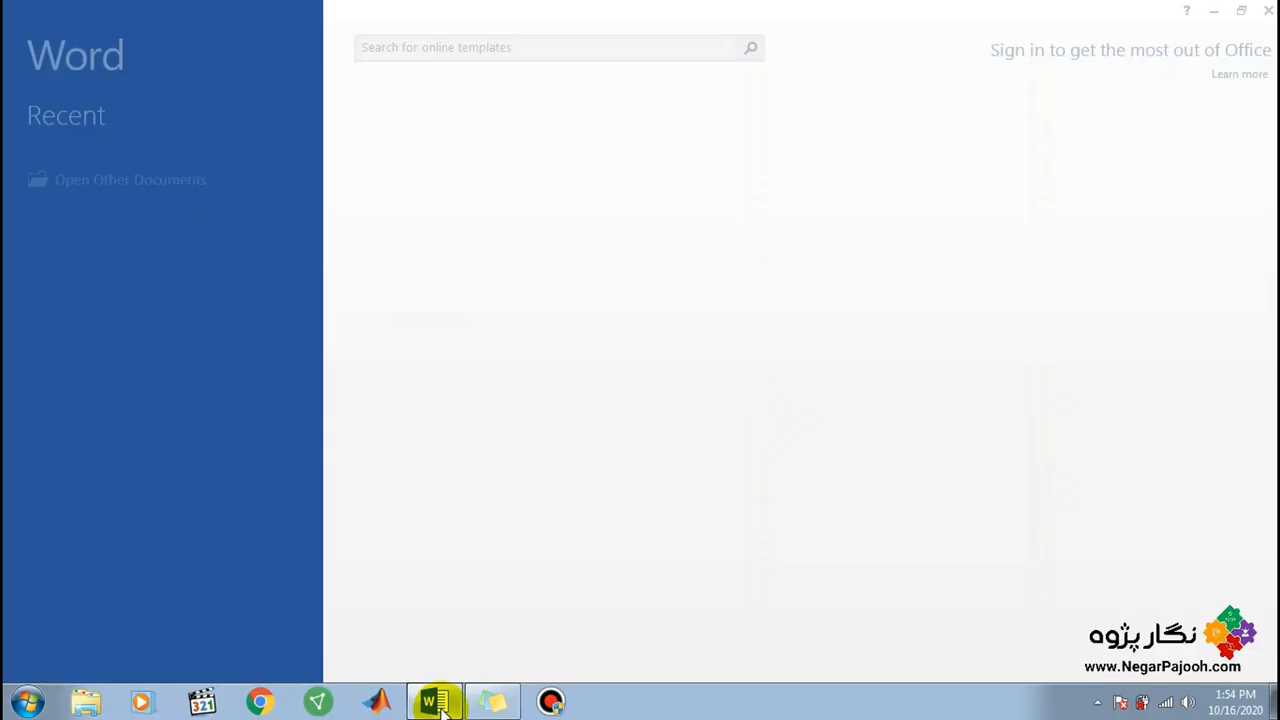 Word
Search for online templates
Sign in to get the most out of Office
Learn more
Recent
Open Other Documents
نگار پژوه
www.NegarPajooh.com
321
W
1:54 PM
10/16/2020